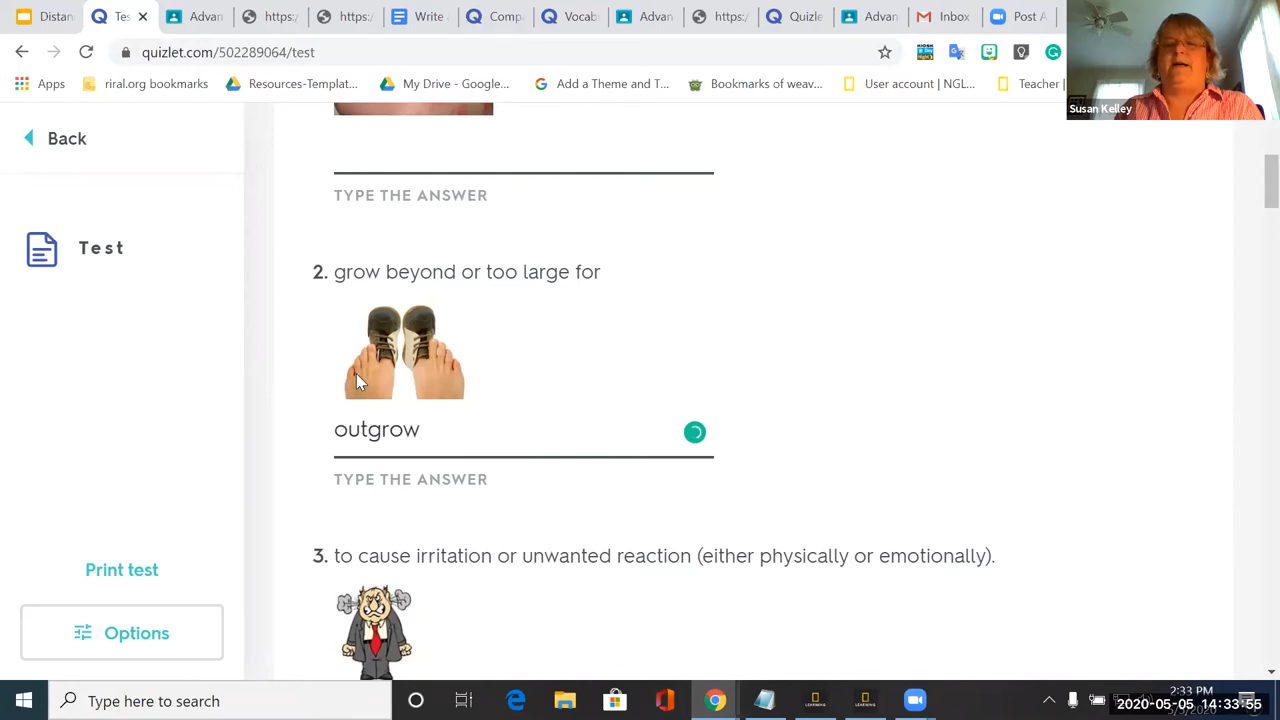 Distan
Tes
Advan
https:
https:/
Write
Comp
Vocab
Advan
https:
Quizle
Advan
Inbox
Post A
quizlet.com/502289064/test
Apps
riral.org bookmarks
Resources-Templat...
My Drive - Google...
Add a Theme and T...
Bookmarks of weav...
User account | NGL...
Teacher
Susan Kelley
Back
TYPE THE ANSWER
Test
2. grow beyond or too large for
outgrow
TYPE THE ANSWER
3. to cause irritation or unwanted reaction (either physically or emotionally).
Print test
Options
Type here to search
2:33 PM
2020-05-05 14:33:55